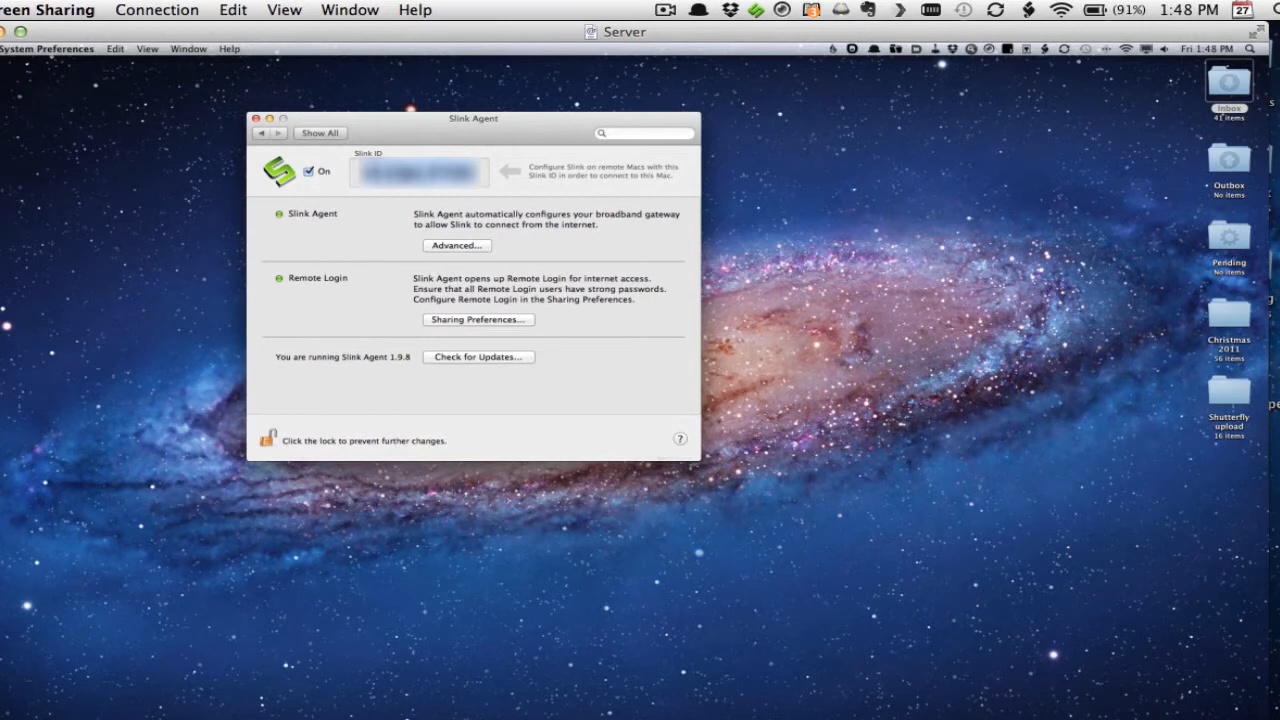 reen Sharing Connection Edit View Window Help (91%) 1:48 PM 27
Server
System Preferences Edit View Window Help Fri 1:48 PM
Slink Agent
Show All
Slink ID
On
Configure Slink on remote Macs with this
Slink ID in order to connect to this Mac.
Slink Agent
Slink Agent automatically configures your broadband gateway
to allow Slink to connect from the internet.
Advanced...
Remote Login
Slink Agent opens up Remote Login for internet access.
Ensure that all Remote Login users have strong passwords.
Configure Remote Login in the Sharing Preferences.
Sharing Preferences...
You are running Slink Agent 1.9.8
Check for Updates...
Click the lock to prevent further changes.
?
Inbox
41 items
Outbox
No items
Pending
No items
Christmas
2011
56 items
Shutterfly
upload
16 items